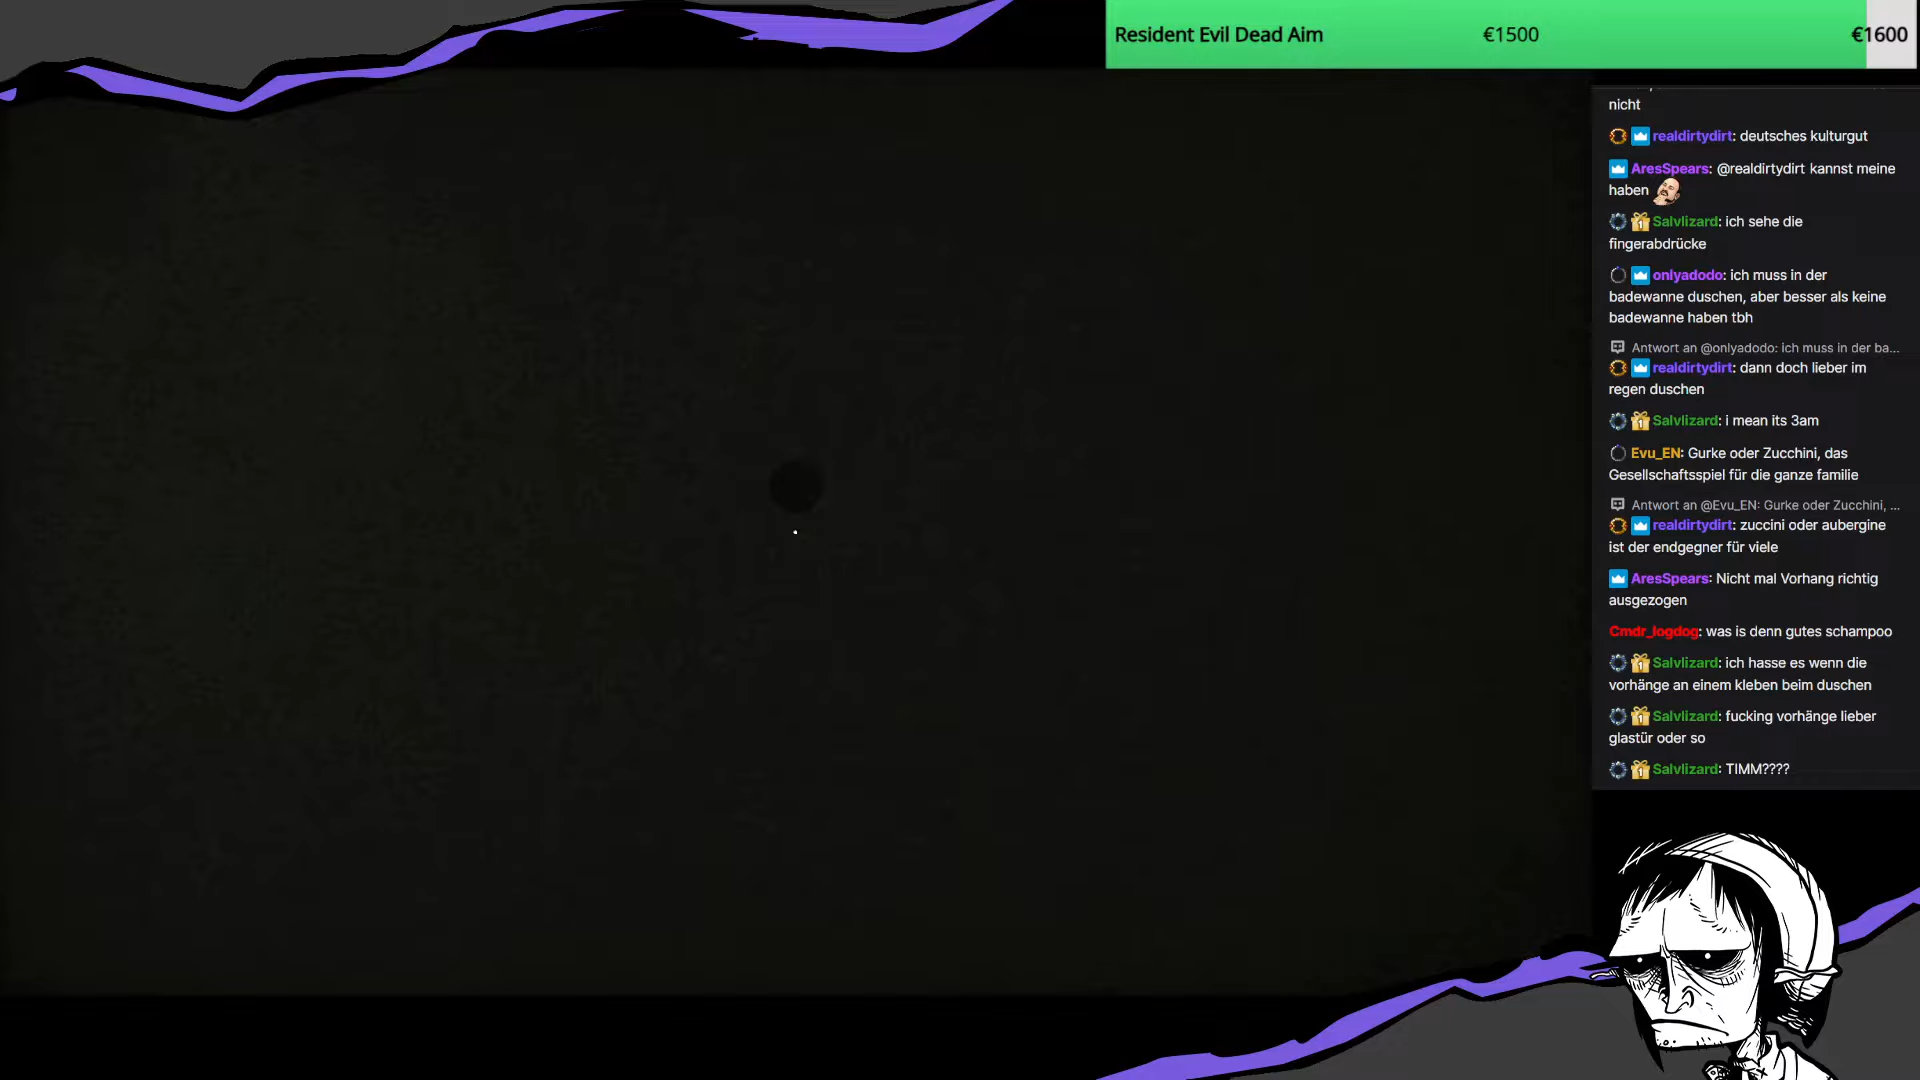 Resident Evil Dead Aim €1500 €1600
nicht
realdirtydirt: deutsches kulturgut
AresSpears: @realdirtydirt kannst meine
haben
Salvlizard: ich sehe die
fingerabdrücke
onlyadodo: ich muss in der
badewanne duschen, aber besser als keine
badewanne haben tbh
Antwort an @onlyadodo: ich muss in der ba...
realdirtydirt: dann doch lieber im
regen duschen
Salvlizard: i mean its 3am
Evu_EN: Gurke oder Zucchini, das
Gesellschaftsspiel für die ganze familie
Antwort an @Evu_EN: Gurke oder Zucchini, ...
realdirtydirt: zuccini oder aubergine
ist der endgegner für viele
AresSpears: Nicht mal Vorhang richtig
ausgezogen
Cmdr_logdog: was is denn gutes schampoo
Salvlizard: ich hasse es wenn die
vorhänge an einem kleben beim duschen
Salvlizard: fucking vorhänge lieber
glastür oder so
Salvlizard: TIMM????